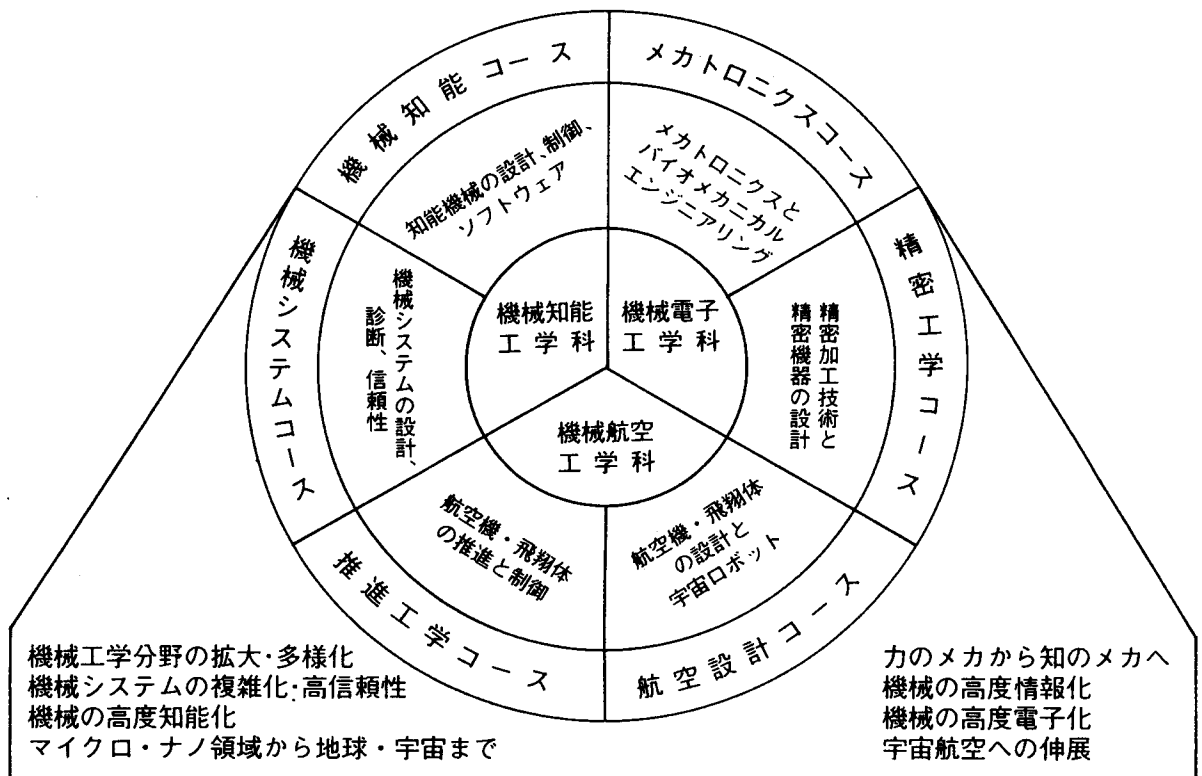 機械知能コース
メカトロニクスコース
精密工学コース
航空設計コース
推進工学コース
機械システムコース
知能機械の設計、制御、
ソフトウェア
メカトロニクスと
バイオメカニカル
エンジニアリング
精密加工技術と
精密機器の設計
航空機・飛翔体
の設計と
宇宙ロボット
航空機・飛翔体
の推進と制御
機械システムの設計、
診断、信頼性
機械知能
工学科
機械電子
工学科
機械航空
工学科
機械工学分野の拡大・多様化
機械システムの複雑化・高信頼性
機械の高度知能化
マイクロ・ナノ領域から地球・宇宙まで
力のメカから知のメカへ
機械の高度情報化
機械の高度電子化
宇宙航空への伸展